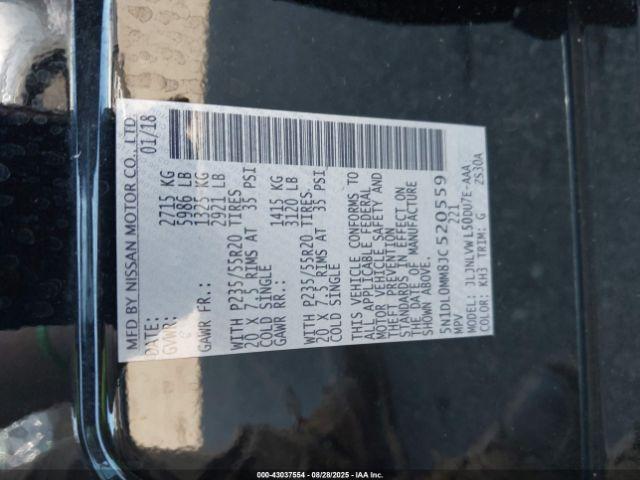 MFD BY NISSAN MOTOR CO., LTD.
DATE: 01/18
GVWR: 2715 KG
5986 LB
GAWR FR.: 1325 KG
2921 LB
WITH P235/55R20 TIRES
20 X 7.5 RIMS AT 35 PSI
COLD SINGLE
GAWR RR.: 1415 KG
3120 LB
WITH P235/55R20 TIRES
20 X 7.5 RIMS AT 35 PSI
COLD SINGLE
THIS VEHICLE CONFORMS TO
ALL APPLICABLE FEDERAL
MOTOR VEHICLE SAFETY AND
THEFT PREVENTION
STANDARDS IN EFFECT ON
THE DATE OF MANUFACTURE
SHOWN ABOVE.
5N1DL0MM8JC520559
MPV 221
MODEL: JLJNLVWL50DU7E-AAA
COLOR: KH3 TRIM: G 2S30A
000-43037554 - 08/28/2025 - IAA Inc.